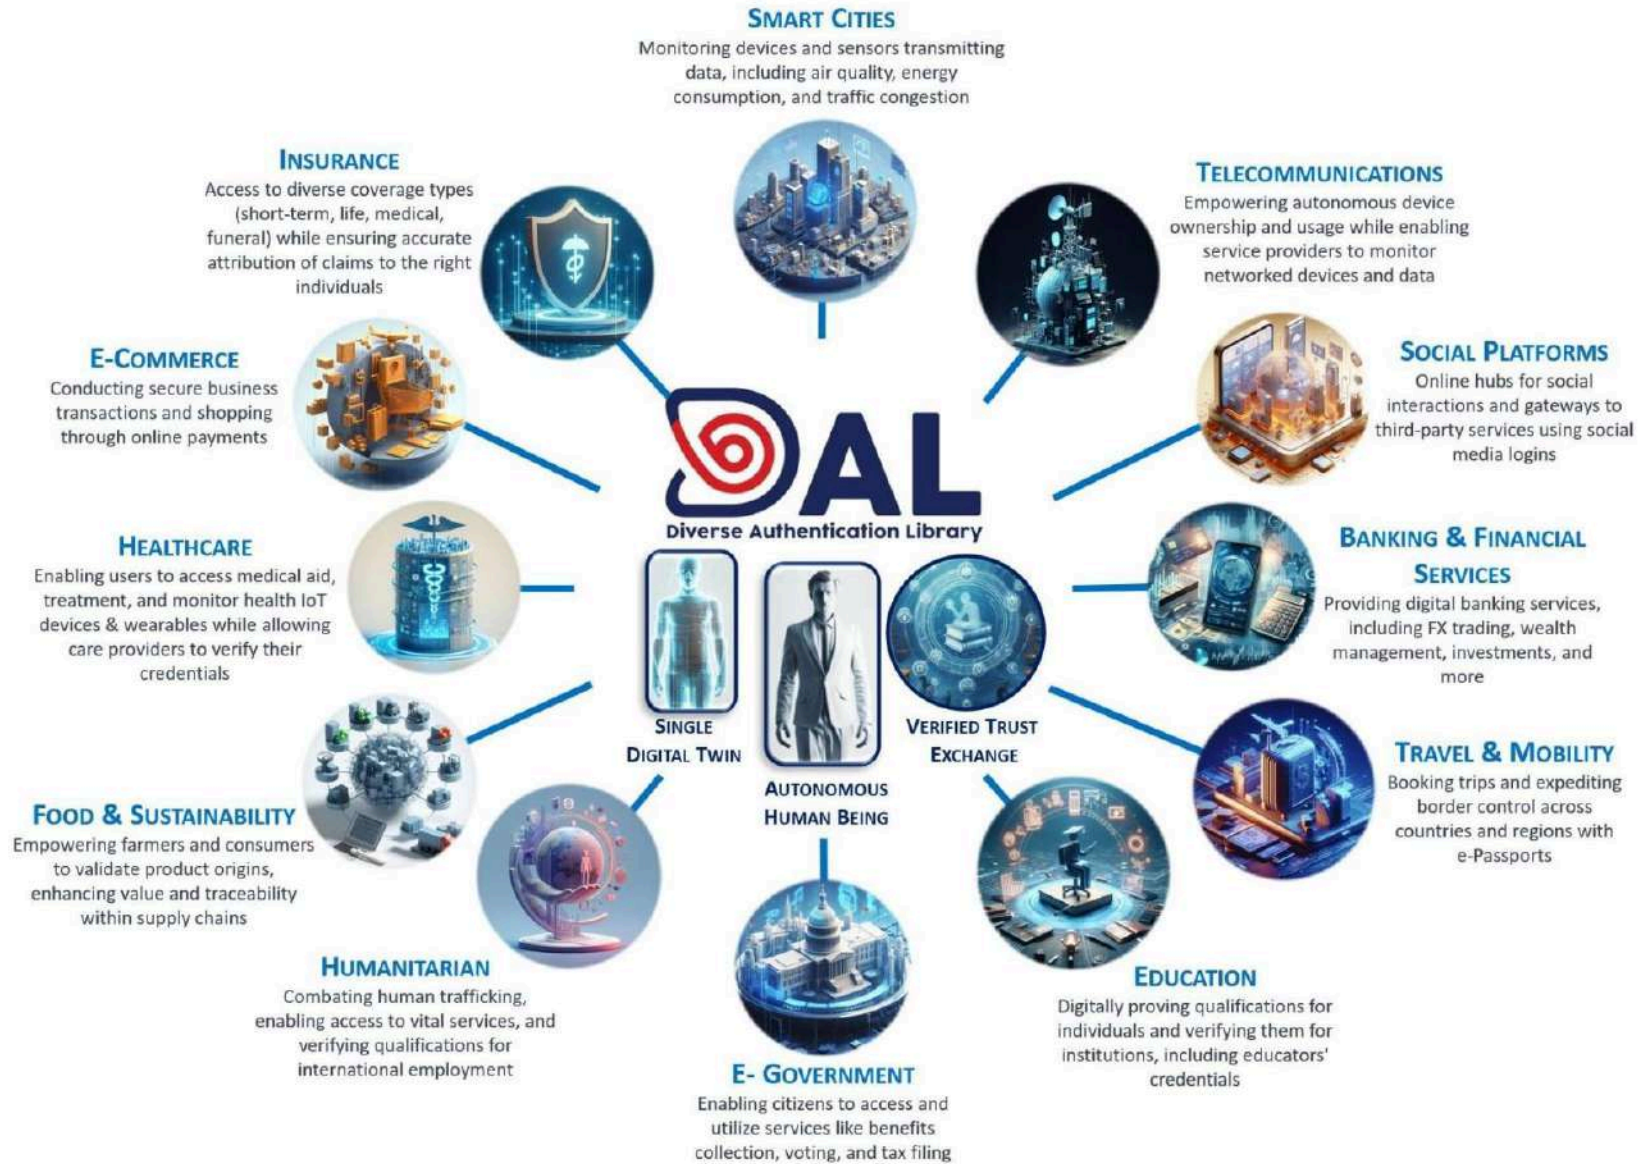 SMART CITIES
Monitoring devices and sensors transmitting
data, including air quality, energy
consumption, and traffic congestion
INSURANCE
Access to diverse coverage types
(short-term, life, medical,
funeral) while ensuring accurate
attribution of claims to the right
individuals
TELECOMMUNICATIONS
Empowering autonomous device
ownership and usage while enabling
service providers to monitor
networked devices and data
E-COMMERCE
Conducting secure business
transactions and shopping
through online payments
SOCIAL PLATFORMS
Online hubs for social
interactions and gateways to
third-party services using social
media logins
DAL
Diverse Authentication Library
HEALTHCARE
Enabling users to access medical aid,
treatment, and monitor health IoT
devices & wearables while allowing
care providers to verify their
credentials
BANKING & FINANCIAL
SERVICES
Providing digital banking services,
including FX trading, wealth
management, investments, and
more
SINGLE
DIGITAL TWIN
AUTONOMOUS
HUMAN BEING
VERIFIED TRUST
EXCHANGE
FOOD & SUSTAINABILITY
Empowering farmers and consumers
to validate product origins,
enhancing value and traceability
within supply chains
TRAVEL & MOBILITY
Booking trips and expediting
border control across
countries and regions with
e-Passports
HUMANITARIAN
Combating human trafficking,
enabling access to vital services, and
verifying qualifications for
international employment
E- GOVERNMENT
Enabling citizens to access and
utilize services like benefits
collection, voting, and tax filing
EDUCATION
Digitally proving qualifications for
individuals and verifying them for
institutions, including educators'
credentials